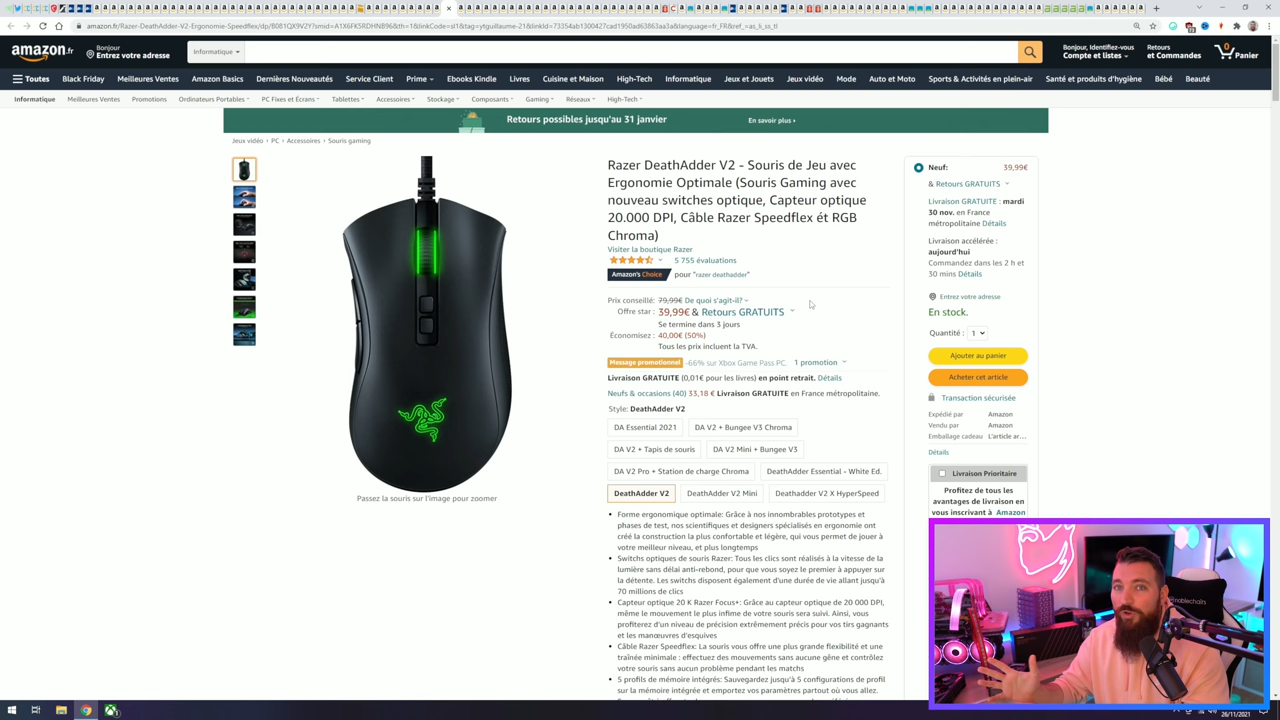 amazon.fr/Razer-DeathAdder-V2-Ergonomie-Speedflex/dp/B081QX9V2Y?smid=A1X6FK5RDHNB96&th=1&linkCode=sl1&tag=ytguillaume-21&linkId=73354ab1300427cad1950ad63863aa3a&language=fr_FR&ref_=as_li_ss_tl
amazon.fr
Bonjour
Entrez votre adresse
Informatique
Bonjour, Identifiez-vous
Compte et listes
Retours
et Commandes
0
Panier
Toutes Black Friday Meilleures Ventes Amazon Basics Dernières Nouveautés Service Client Prime Ebooks Kindle Livres Cuisine et Maison High-Tech Informatique Jeux et Jouets Jeux vidéo Mode Auto et Moto Sports & Activités en plein-air Santé et produits d'hygiène Bébé Beauté
Informatique Meilleures Ventes Promotions Ordinateurs Portables PC Fixes et Écrans Tablettes Accessoires Stockage Composants Gaming Réseaux High-Tech
Retours possibles jusqu'au 31 janvier
En savoir plus ›
Jeux vidéo › PC › Accessoires › Souris gaming
Passez la souris sur l'image pour zoomer
Razer DeathAdder V2 - Souris de Jeu avec
Ergonomie Optimale (Souris Gaming avec
nouveau switches optique, Capteur optique
20.000 DPI, Câble Razer Speedflex ét RGB
Chroma)
Visiter la boutique Razer
5 755 évaluations
Amazon's Choice pour "razer deathadder"
Prix conseillé: 79,99€ De quoi s'agit-il?
Offre star : 39,99€ & Retours GRATUITS
Se termine dans 3 jours
Économisez : 40,00€ (50%)
Tous les prix incluent la TVA.
Message promotionnel -66% sur Xbox Game Pass PC. 1 promotion
Livraison GRATUITE (0,01€ pour les livres) en point retrait. Détails
Neufs & occasions (40) 33,18 € Livraison GRATUITE en France métropolitaine.
Style: DeathAdder V2
DA Essential 2021 DA V2 + Bungee V3 Chroma
DA V2 + Tapis de souris DA V2 Mini + Bungee V3
DA V2 Pro + Station de charge Chroma DeathAdder Essential - White Ed.
DeathAdder V2 DeathAdder V2 Mini Deathadder V2 X HyperSpeed
• Forme ergonomique optimale: Grâce à nos innombrables prototypes et
phases de test, nos scientifiques et designers spécialisés en ergonomie ont
créé la construction la plus confortable et légère, qui vous permet de jouer à
votre meilleur niveau, et plus longtemps
• Switchs optiques de souris Razer: Tous les clics sont réalisés à la vitesse de la
lumière sans délai anti-rebond, pour que vous soyez le premier à appuyer sur
la détente. Les switchs disposent également d'une durée de vie allant jusqu'à
70 millions de clics
• Capteur optique 20 K Razer Focus+: Grâce au capteur optique de 20 000 DPI,
même le mouvement le plus infime de votre souris sera suivi. Ainsi, vous
profiterez d'un niveau de précision extrêmement précis pour vos tirs gagnants
et les manœuvres d'esquives
• Câble Razer Speedflex: La souris vous offre une plus grande flexibilité et une
traînée minimale : effectuez des mouvements sans aucune gêne et contrôlez
votre souris sans aucun problème pendant les matchs
• 5 profils de mémoire intégrés: Sauvegardez jusqu'à 5 configurations de profil
sur la mémoire intégrée et emportez vos paramètres partout où vous allez.
Neuf: 39,99€
& Retours GRATUITS
Livraison GRATUITE : mardi
30 nov. en France
métropolitaine Détails
Livraison accélérée :
aujourd'hui
Commandez dans les 2 h et
30 mins Détails
Entrez votre adresse
En stock.
Quantité : 1
Ajouter au panier
Acheter cet article
Transaction sécurisée
Expédié par Amazon
Vendu par Amazon
Emballage cadeau L'article ar…
Détails
Livraison Prioritaire
Profitez de tous les
avantages de livraison en
vous inscrivant à Amazon
noblechairs
26/11/2021